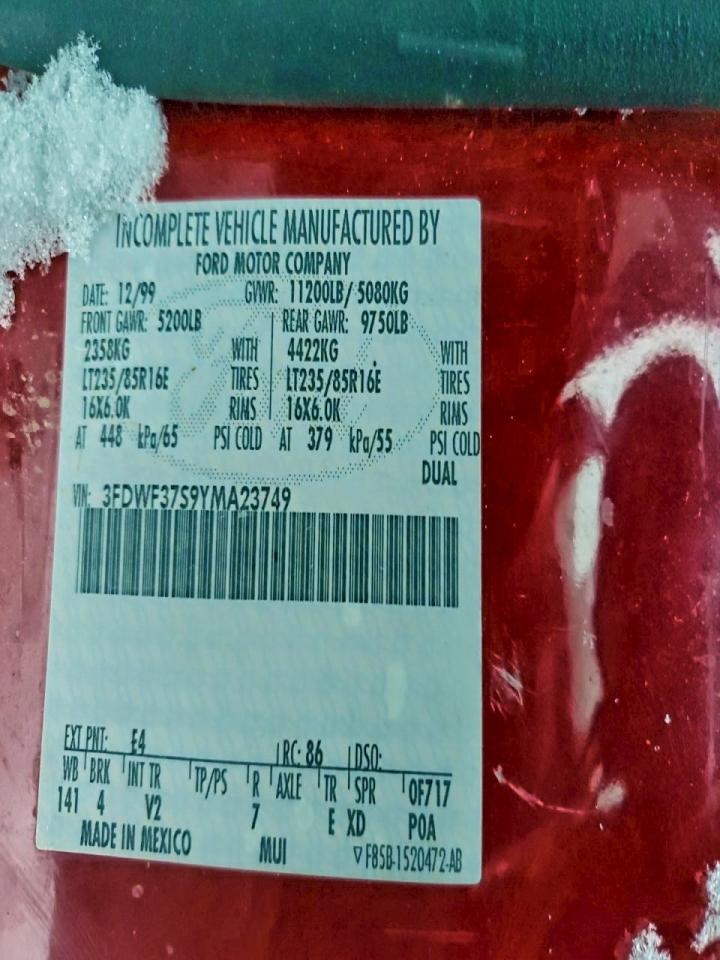 INCOMPLETE VEHICLE MANUFACTURED BY
FORD MOTOR COMPANY
DATE: 12/99 GVWR: 11200LB/ 5080KG
FRONT GAWR: 5200LB REAR GAWR: 9750LB
2358KG WITH 4422KG WITH
LT235/85R16E TIRES LT235/85R16E TIRES
16X6.0K RIMS 16X6.0K RIMS
AT 448 kPa/65 PSI COLD AT 379 kPa/55 PSI COLD
DUAL
VIN: 3FDWF37S9YMA23749
EXT PNT: E4 RC: 86 DSO:
WB BRK INT TR TP/PS R AXLE TR SPR 0F717
141 4 V2 7 E XD P0A
MADE IN MEXICO MUI ▽F85B-1520472-AB